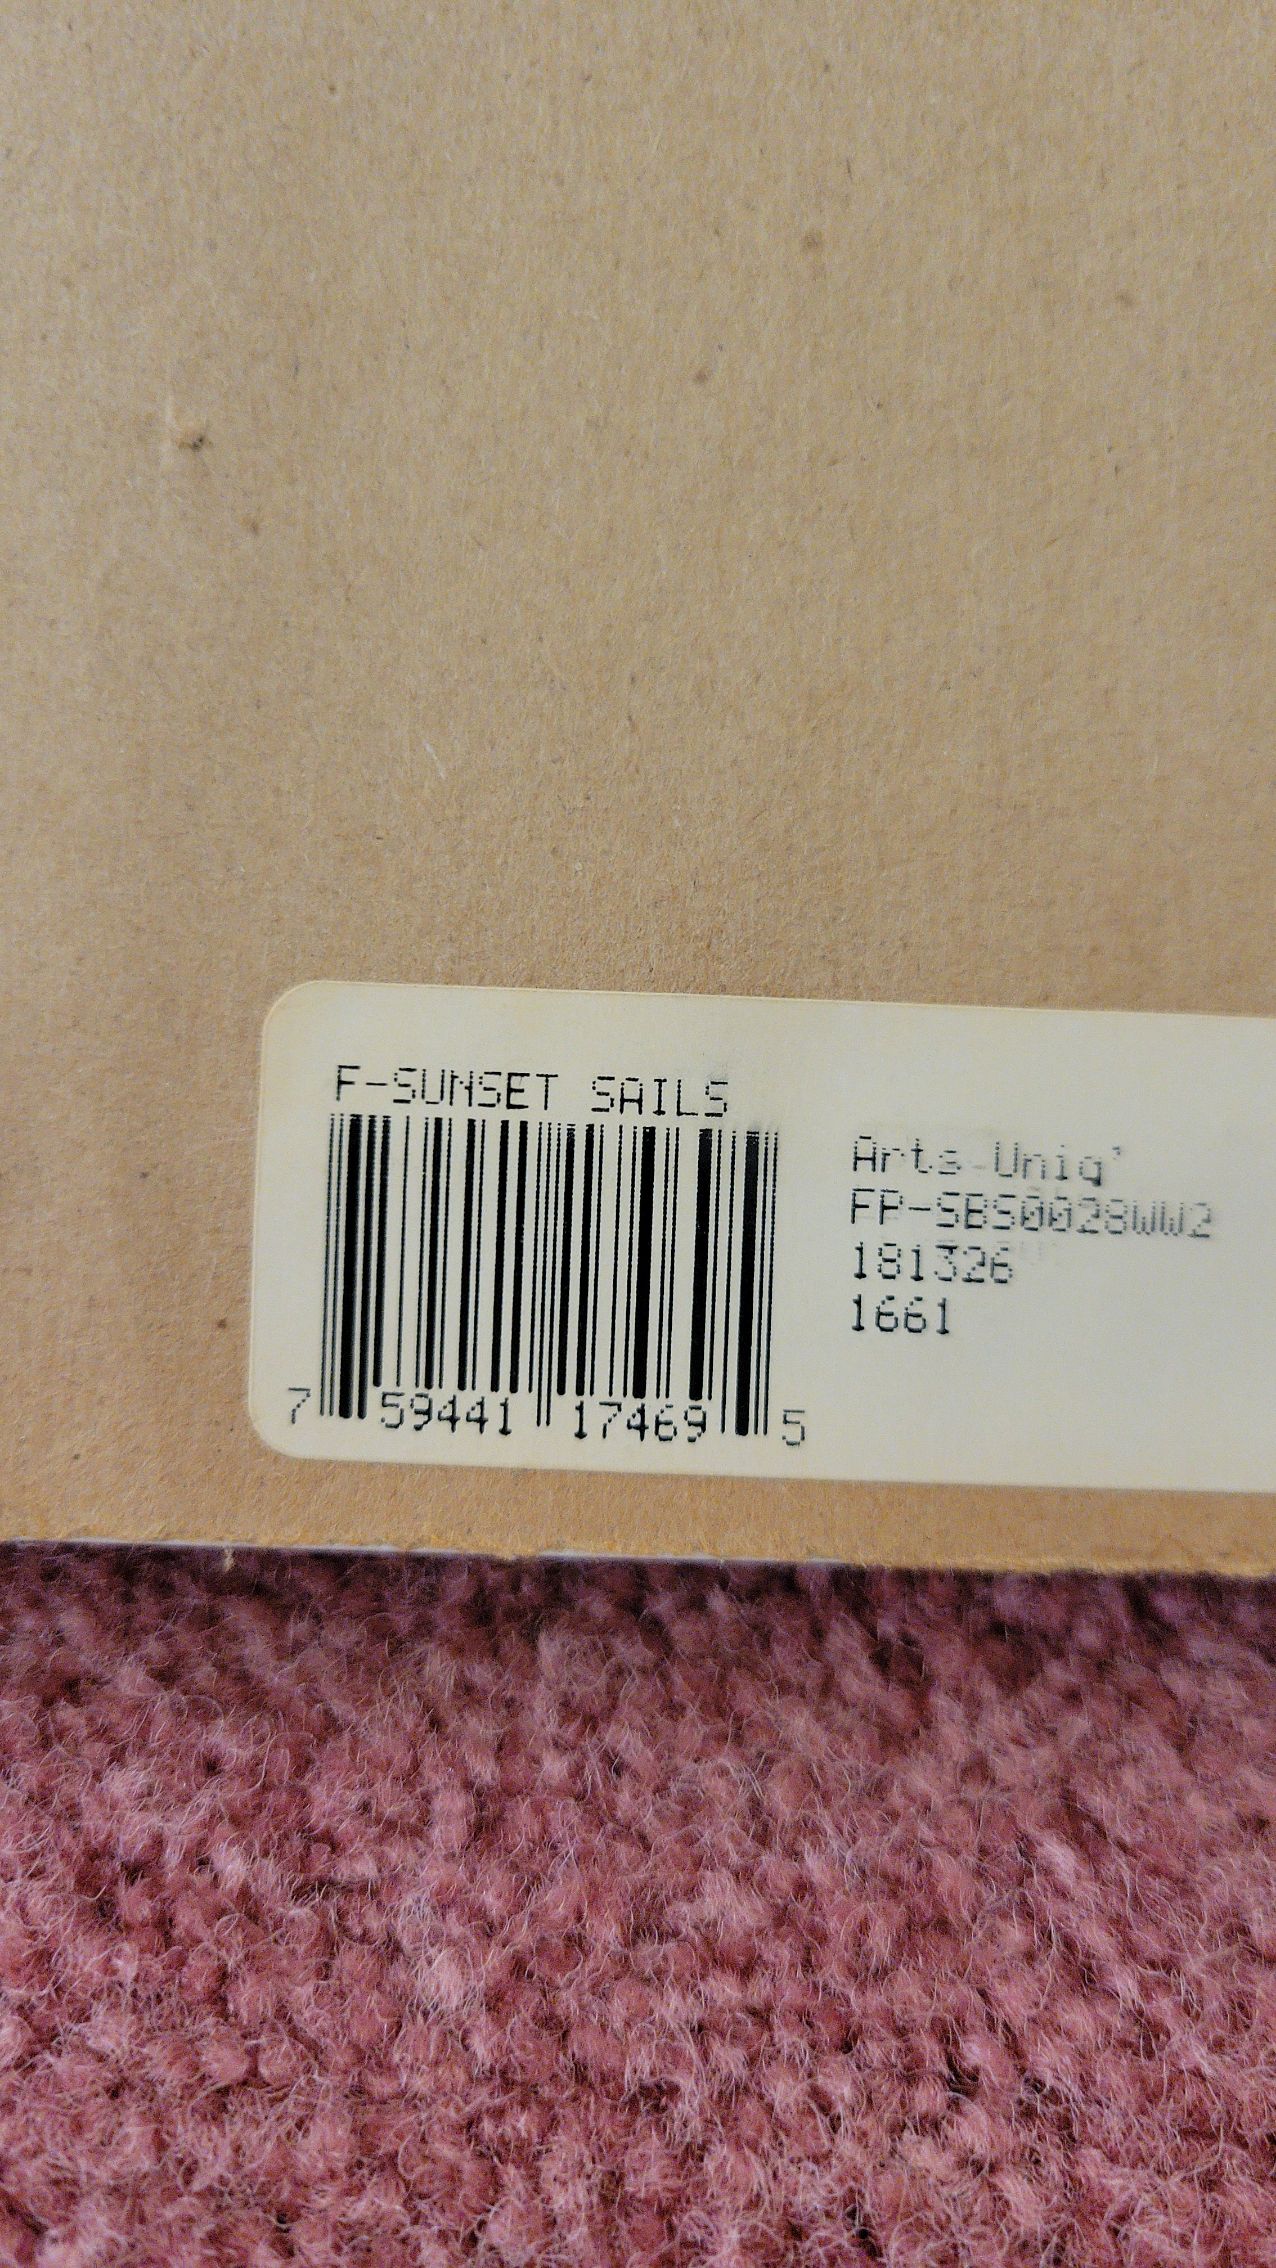 F-SUNSET SAILS
Arts Uniq'
FP-SBS0028WW2
181326
1661
7 59441 17469 5